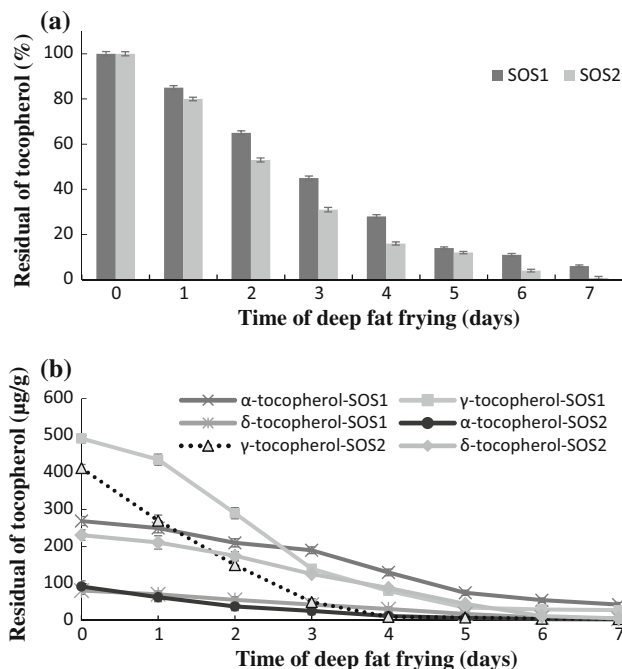 (a)
Residual of tocopherol (%)
100
80
60
40
20
0
SOS1 SOS2
0 1 2 3 4 5 6 7
Time of deep fat frying (days)
(b)
Residual of tocopherol (µg/g)
600
500
400
300
200
100
0
α-tocopherol-SOS1 γ-tocopherol-SOS1
δ-tocopherol-SOS1 α-tocopherol-SOS2
γ-tocopherol-SOS2 δ-tocopherol-SOS2
0 1 2 3 4 5 6 7
Time of deep fat frying (days)